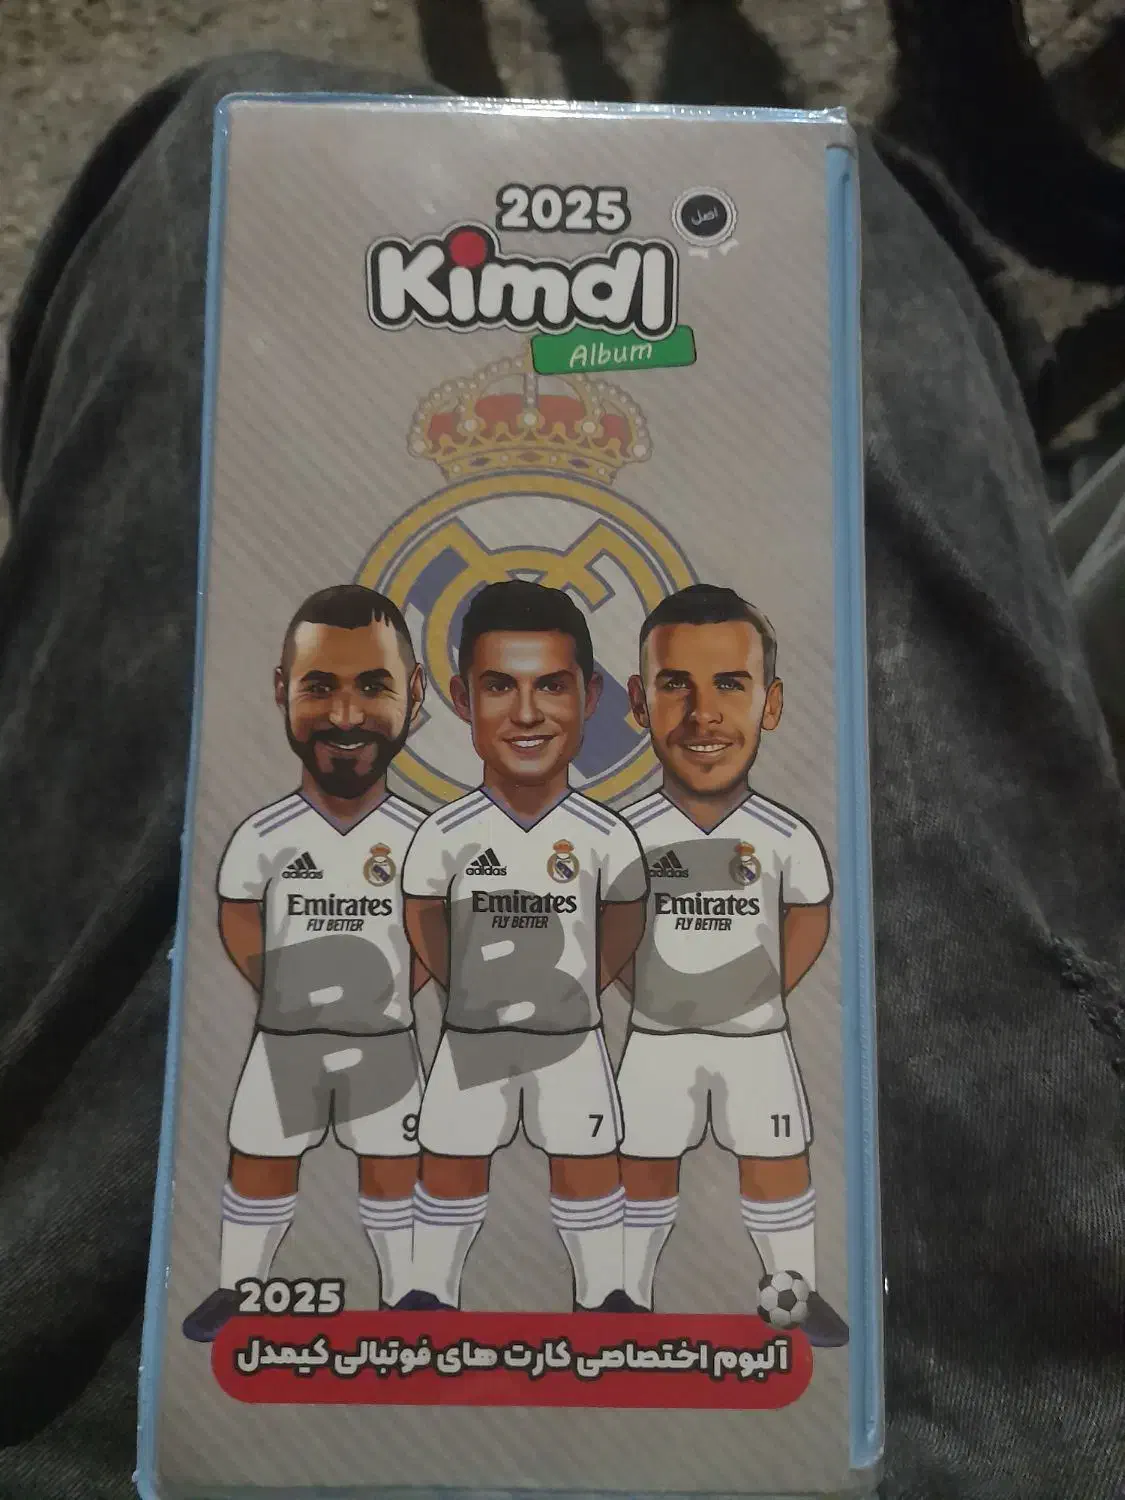 2025
اصل
Kimdl
Album
adidas
adidas
adidas
Emirates
FLY BETTER
Emirates
FLY BETTER
Emirates
FLY BETTER
BBC
9
7
11
2025
آلبوم اختصاصی کارت های فوتبالی کیمدل